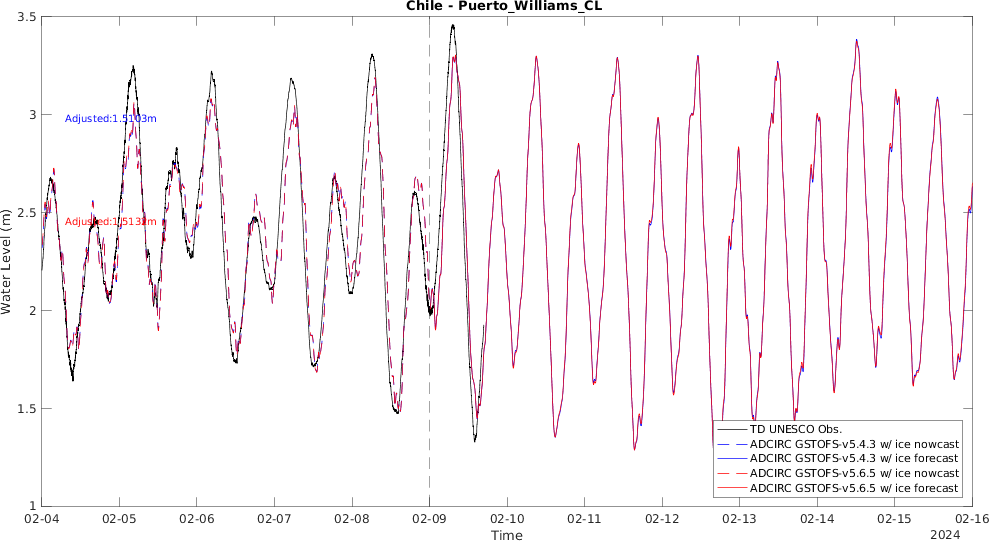 Chile - Puerto_Williams_CL
3.5
3
2.5
2
1.5
1
Water Level (m)
Adjusted:1.5103m
Adjusted:1.5132m
TD UNESCO Obs.
ADCIRC GSTOFS-v5.4.3 w/ ice nowcast
ADCIRC GSTOFS-v5.4.3 w/ ice forecast
ADCIRC GSTOFS-v5.6.5 w/ ice nowcast
ADCIRC GSTOFS-v5.6.5 w/ ice forecast
02-04 02-05 02-06 02-07 02-08 02-09 02-10 02-11 02-12 02-13 02-14 02-15 02-16
Time
2024